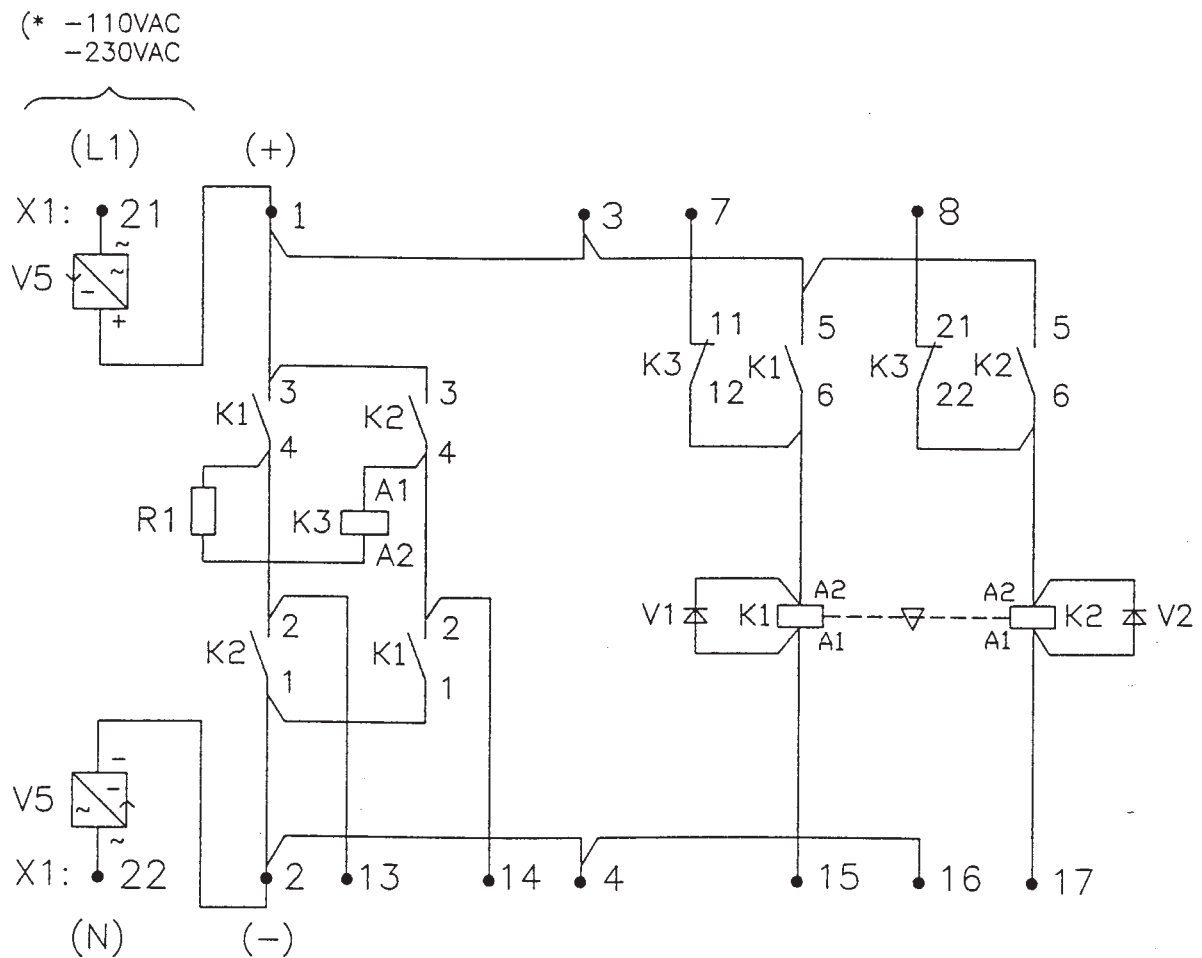 (* -110VAC
-230VAC
(L1) (+)
X1: 21 1 3 7 8
~
V5 ~ -
+
11 5 21 5
K3 K1 K3 K2
12 6 22 6
3 3
K1 K2
4 4
A1
R1 K3
A2
A2 A2
V1 K1 K2 V2
A1 A1
2 2
K2 K1
1 1
-
V5 ~ -
~
X1: 22 2 13 14 4 15 16 17
(N) (-)